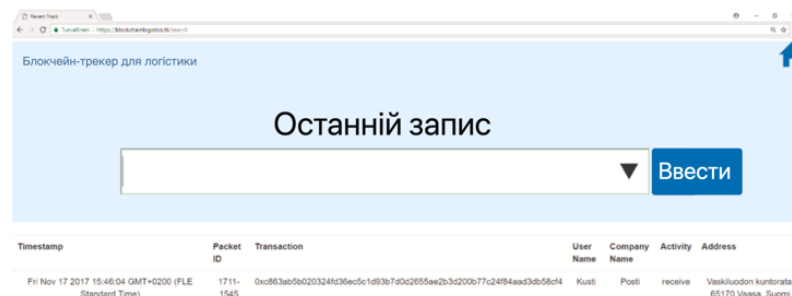 Recent Track
Turvallinen | https://blockchainlogistics.fi/search
Блокчейн-трекер для логістики
Останній запис
Ввести
Timestamp Packet ID Transaction User Name Company Name Activity Address
Fri Nov 17 2017 15:46:04 GMT+0200 (FLE Standard Time) 1711-1545 0xc863ab5b020324fd36ec5c1d93b7d0d2655ae2b3d200b77c24f84aad3db58cf4 Kusti Posti receive Vaskiluodon kuntorata 65170 Vaasa, Suomi